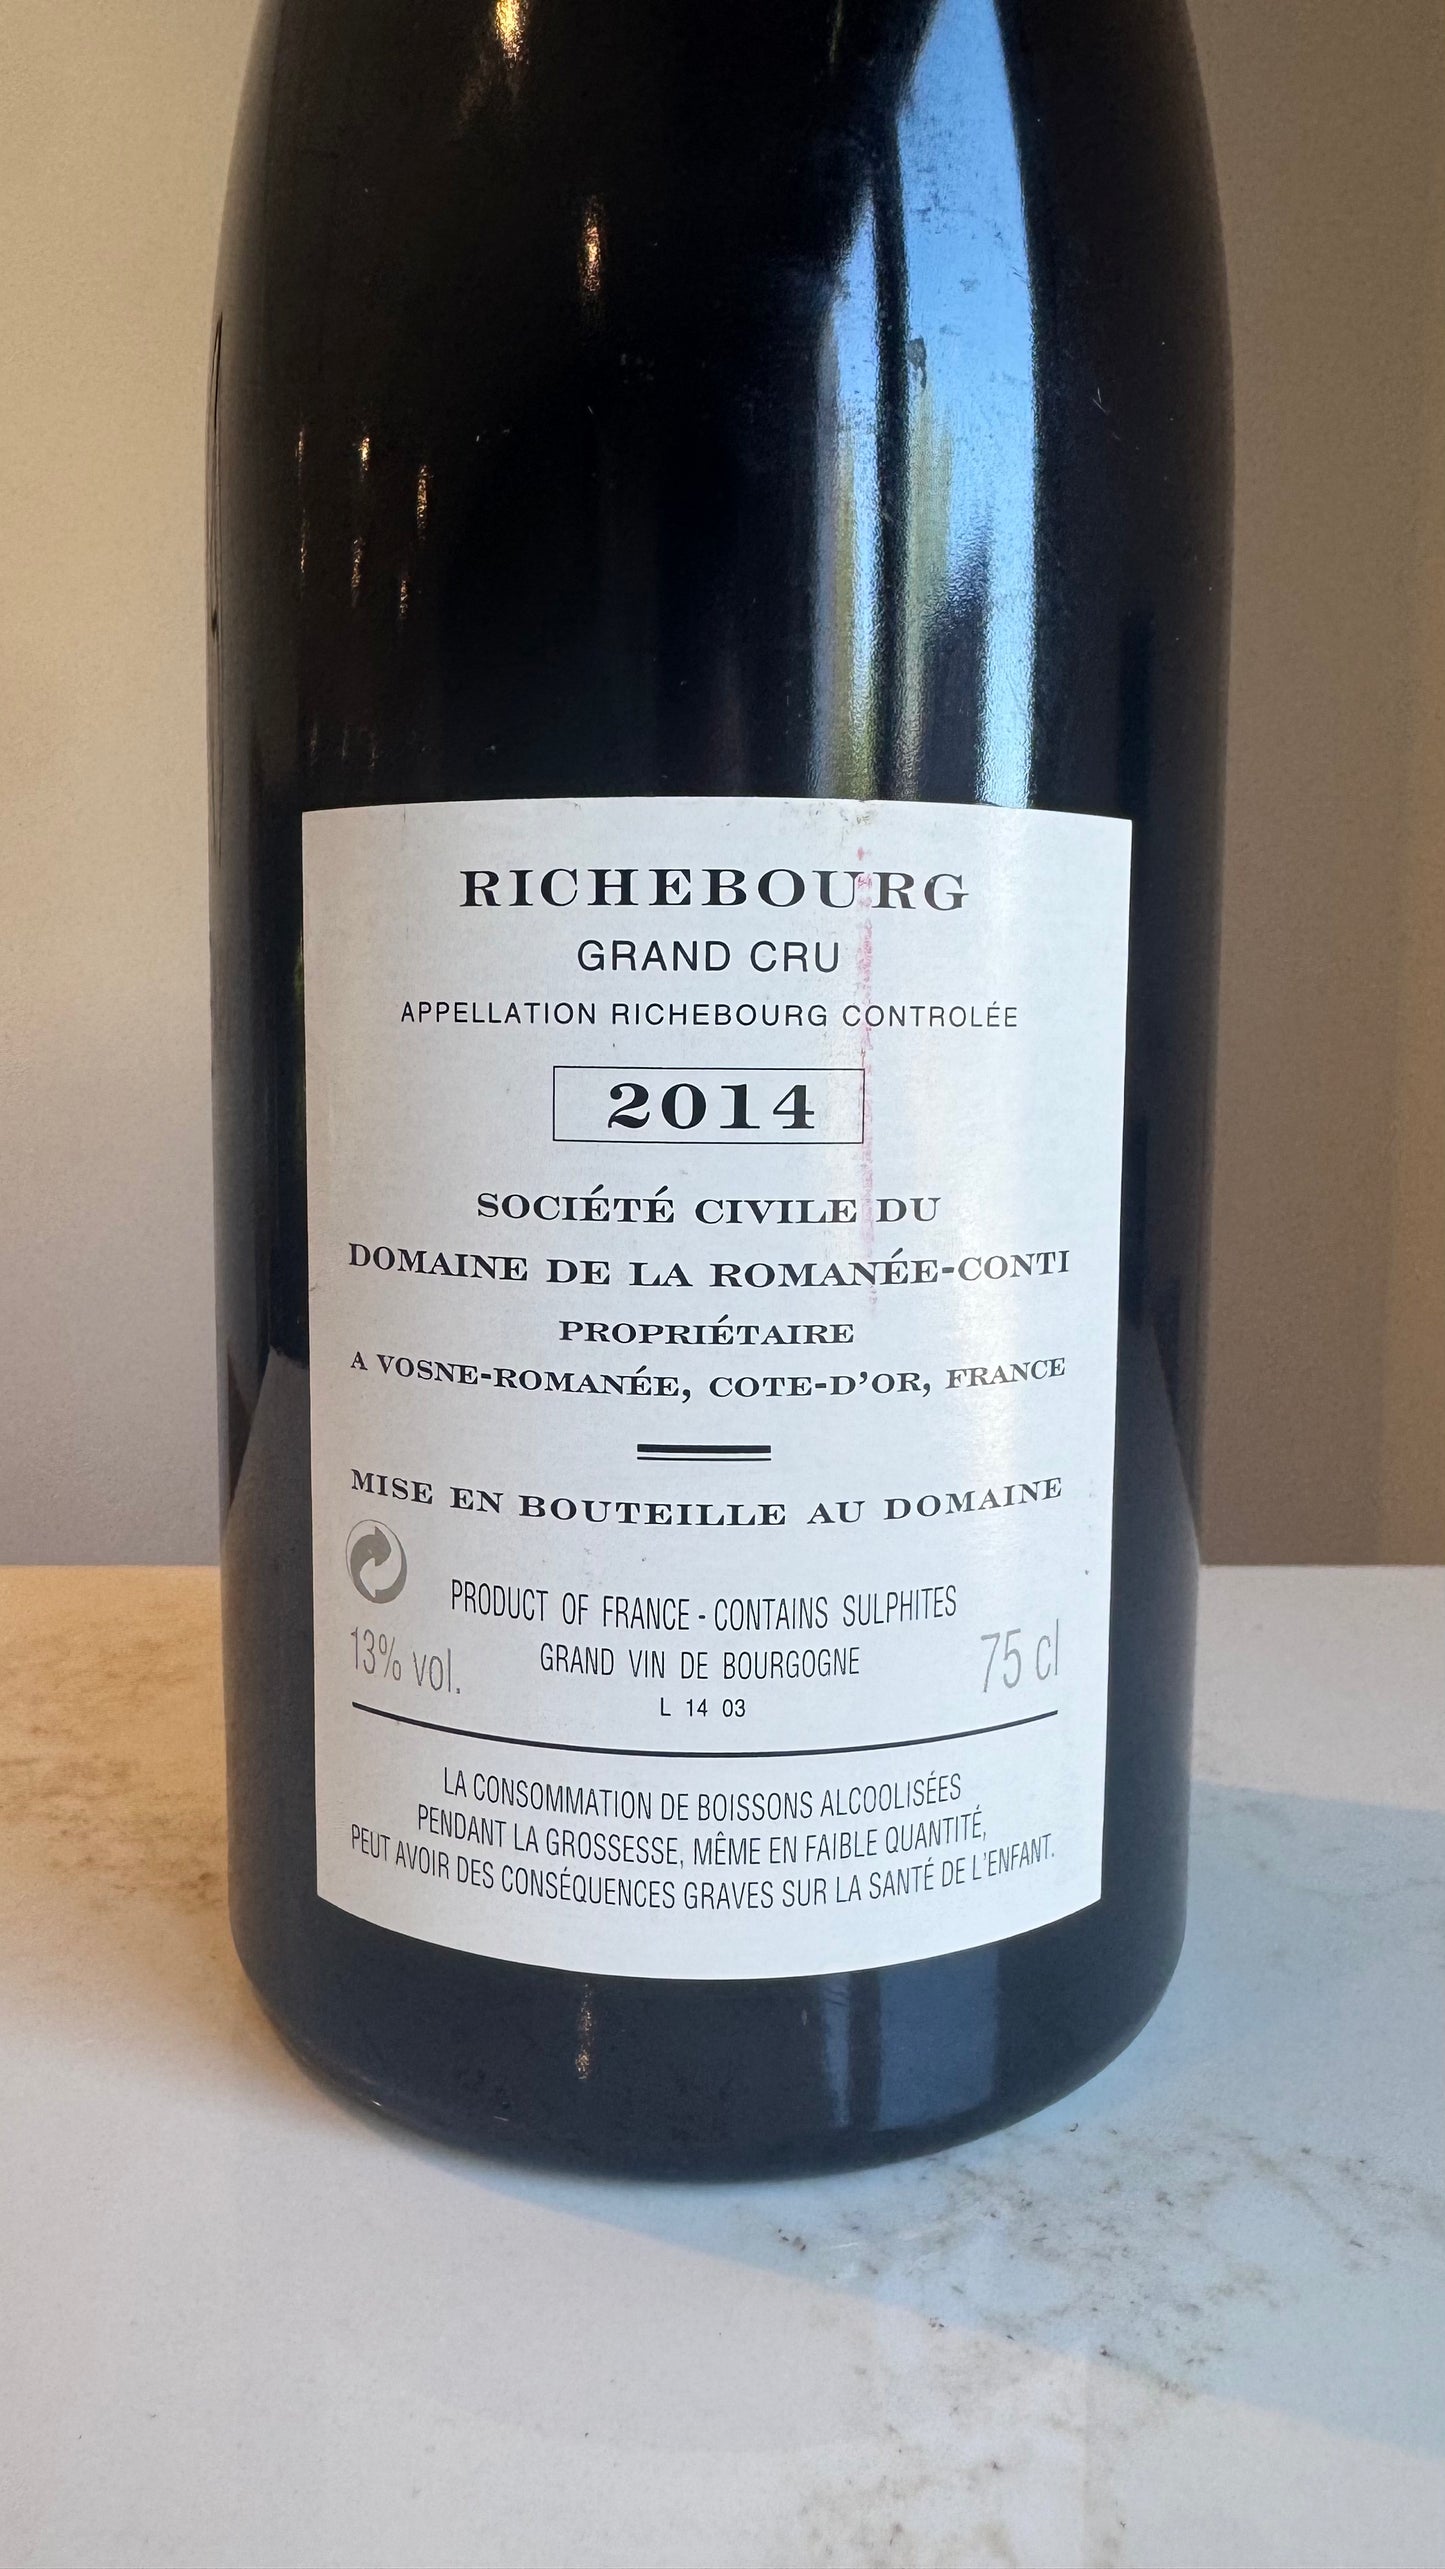 RICHEBOURG
GRAND CRU
APPELLATION RICHEBOURG CONTROLÉE
2014
SOCIÉTÉ CIVILE DU
DOMAINE DE LA ROMANÉE-CONTI
PROPRIÉTAIRE
A VOSNE-ROMANÉE, COTE-D'OR, FRANCE
MISE EN BOUTEILLE AU DOMAINE
PRODUCT OF FRANCE - CONTAINS SULPHITES
13% vol. GRAND VIN DE BOURGOGNE 75 cl
L 14 03
LA CONSOMMATION DE BOISSONS ALCOOLISÉES
PENDANT LA GROSSESSE, MÊME EN FAIBLE QUANTITÉ,
PEUT AVOIR DES CONSÉQUENCES GRAVES SUR LA SANTÉ DE L'ENFANT.